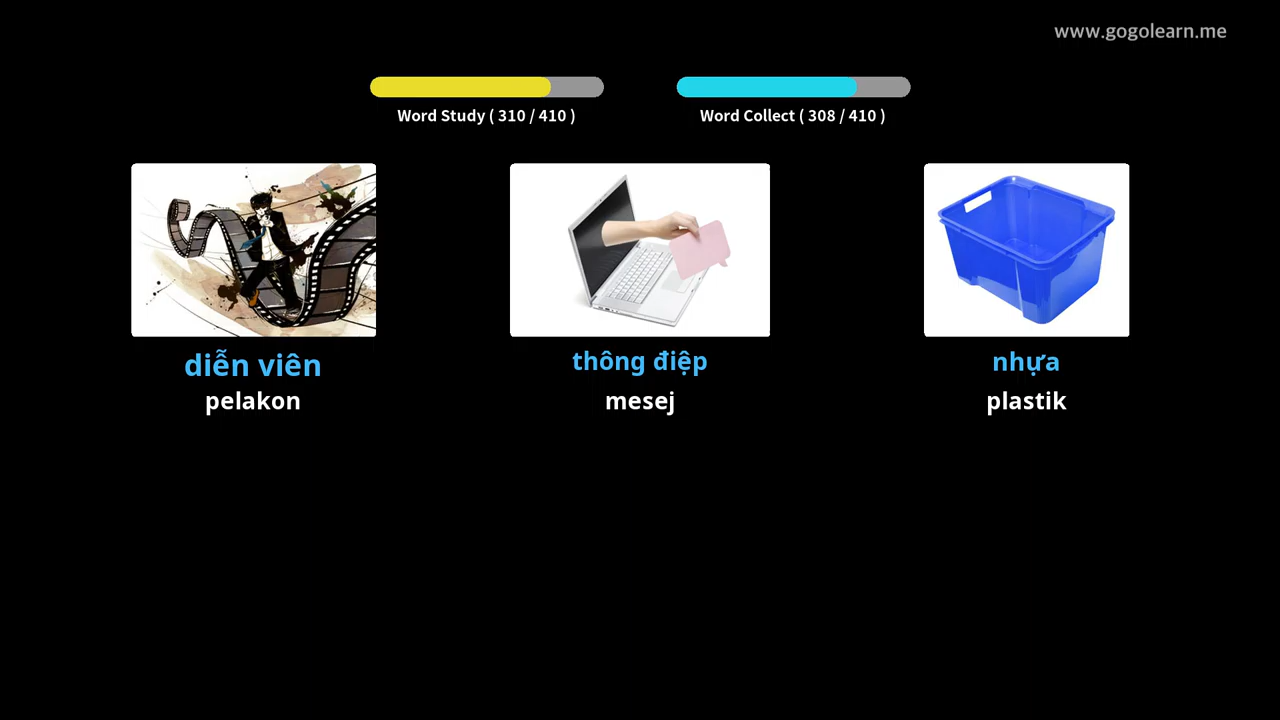 www.gogolearn.me
Word Study ( 310 / 410 )
Word Collect ( 308 / 410 )
diễn viên
pelakon
thông điệp
mesej
nhựa
plastik